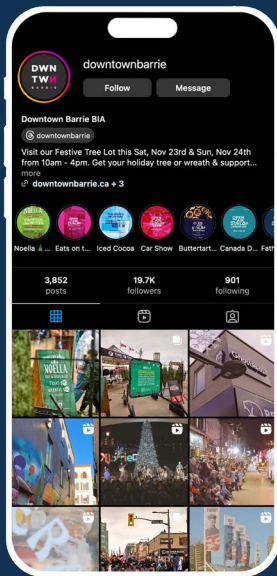 downtownbarrie
DWN
TWN
BARRIE
Follow
Message
Downtown Barrie BIA
downtownbarrie
Visit our Festive Tree Lot this Sat, Nov 23rd & Sun, Nov 24th
from 10am - 4pm. Get your holiday tree or wreath & support...
more
downtownbarrie.ca + 3
Noella 🎄...
Eats on t...
Iced Cocoa
Car Show
Buttertart...
Canada D...
Fath
3,852
19.7K
901
posts
followers
following
NOELLA